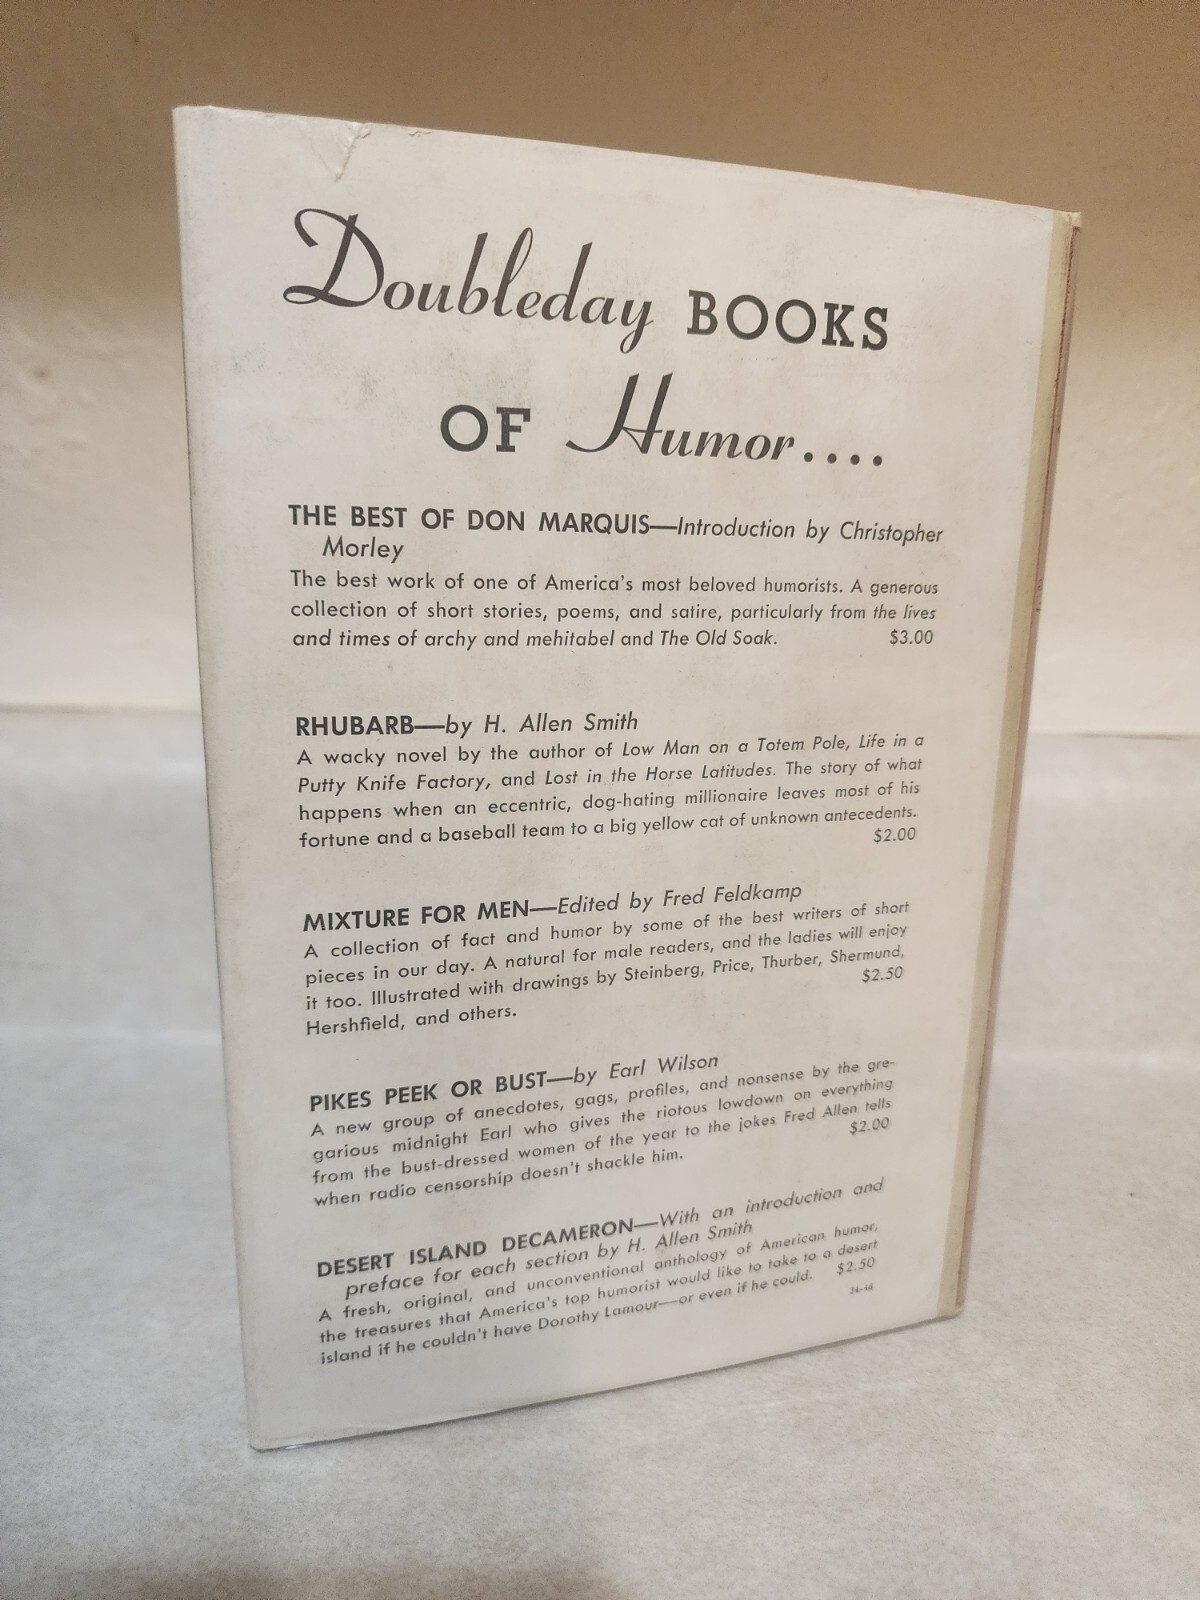 Doubleday BOOKS
OF Humor....
THE BEST OF DON MARQUIS—Introduction by Christopher
Morley
The best work of one of America's most beloved humorists. A generous
collection of short stories, poems, and satire, particularly from the lives
and times of archy and mehitabel and The Old Soak. $3.00
RHUBARB—by H. Allen Smith
A wacky novel by the author of Low Man on a Totem Pole, Life in a
Putty Knife Factory, and Lost in the Horse Latitudes. The story of what
happens when an eccentric, dog-hating millionaire leaves most of his
fortune and a baseball team to a big yellow cat of unknown antecedents.
$2.00
MIXTURE FOR MEN—Edited by Fred Feldkamp
A collection of fact and humor by some of the best writers of short
pieces in our day. A natural for male readers, and the ladies will enjoy
it too. Illustrated with drawings by Steinberg, Price, Thurber, Shermund,
Hershfield, and others. $2.50
PIKES PEEK OR BUST—by Earl Wilson
A new group of anecdotes, gags, profiles, and nonsense by the gre-
garious midnight Earl who gives the riotous lowdown on everything
from the bust-dressed women of the year to the jokes Fred Allen tells
when radio censorship doesn't shackle him. $2.00
DESERT ISLAND DECAMERON—With an introduction and
preface for each section by H. Allen Smith
A fresh, original, and unconventional anthology of American humor,
the treasures that America's top humorist would like to take to a desert
island if he couldn't have Dorothy Lamour—or even if he could. $2.50